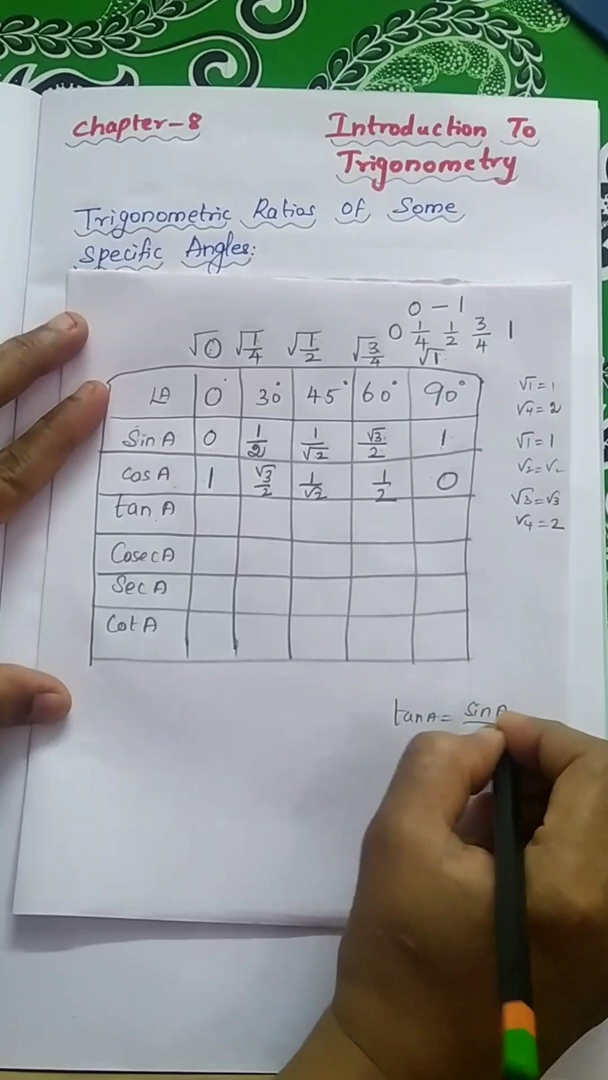 Chapter-8 Introduction To
Trigonometry
Trigonometric Ratios Of Some
Specific Angles:
0 - 1
0 1/4 1/2 3/4 1
√0 √1/4 √1/2 √3/4 √1
∠A 0° 30° 45° 60° 90°
Sin A 0 1/2 1/√2 √3/2 1
Cos A 1 √3/2 1/√2 1/2 0
tan A
Cosec A
Sec A
Cot A
√1 = 1
√4 = 2
√1 = 1
√2 = √2
√3 = √3
√4 = 2
tan A = Sin A